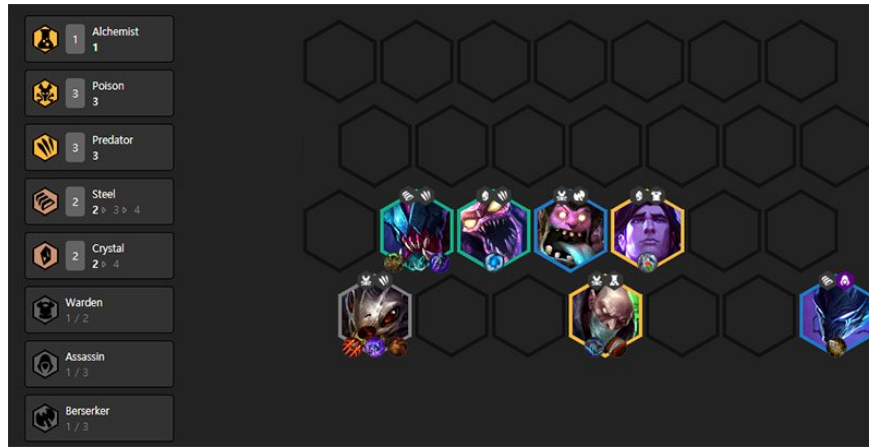 1 Alchemist
1
3 Poison
3
3 Predator
3
2 Steel
2 3 4
2 Crystal
2 4
Warden
1 / 2
Assassin
1 / 3
Berserker
1 / 3